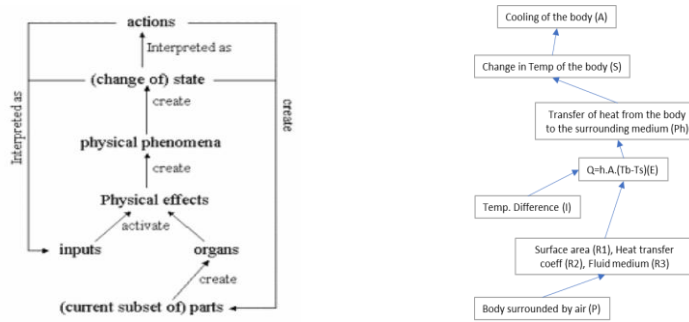 actions
Interpreted as
(change of) state
create
physical phenomena
create
Physical effects
activate
inputs
organs
create
(current subset of) parts
Interpreted as
create
Cooling of the body (A)
Change in Temp of the body (S)
Transfer of heat from the body
to the surrounding medium (Ph)
Q=h.A.(Tb-Ts)(E)
Temp. Difference (I)
Surface area (R1), Heat transfer
coeff (R2), Fluid medium (R3)
Body surrounded by air (P)